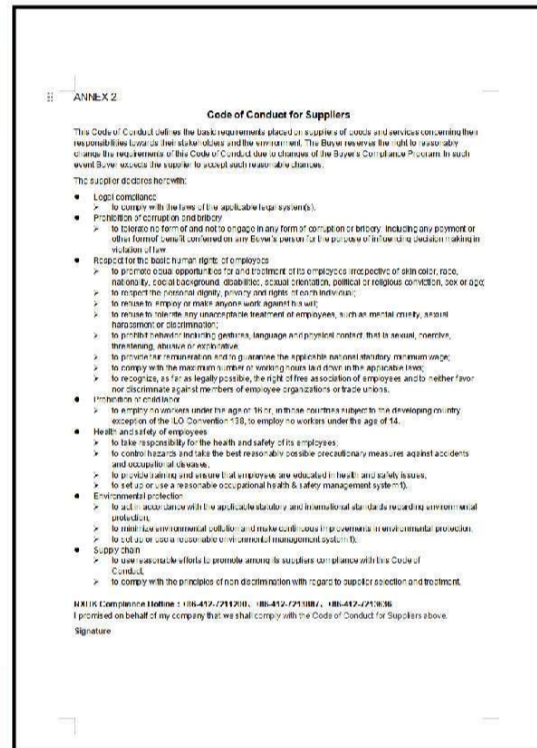 ANNEX 2
Code of Conduct for Suppliers
This Code of Conduct defines the basic requirements placed on suppliers of goods and services concerning their
responsibilities towards their stakeholders and the environment. The Buyer reserves the right to reasonably
change the requirements of this Code of Conduct due to changes of the Buyer's Compliance Program. In such
event Buyer expects the supplier to accept such reasonable changes.
The supplier declares herewith:
● Legal compliance
➢ to comply with the laws of the applicable legal system(s).
● Prohibition of corruption and bribery
➢ to tolerate no form of and not to engage in any form of corruption or bribery, including any payment or
other form of benefit conferred on any Buyer's person for the purpose of influencing decision making in
violation of law
● Respect for the basic human rights of employees
➢ to promote equal opportunities for and treatment of its employees irrespective of skin color, race,
nationality, social background, disabilities, sexual orientation, political or religious conviction, sex or age;
➢ to respect the personal dignity, privacy and rights of each individual;
➢ to refuse to employ or make anyone work against his will;
➢ to refuse to tolerate any unacceptable treatment of employees, such as mental cruelty, sexual
harassment or discrimination;
➢ to prohibit behavior including gestures, language and physical contact, that is sexual, coercive,
threatening, abusive or exploitative;
➢ to provide fair remuneration and to guarantee the applicable national statutory minimum wage;
➢ to comply with the maximum number of working hours laid down in the applicable laws;
➢ to recognize, as far as legally possible, the right of free association of employees and to neither favor
nor discriminate against members of employee organizations or trade unions.
● Prohibition of child labor
➢ to employ no workers under the age of 16 or, in those countries subject to the developing country
exception of the ILO Convention 138, to employ no workers under the age of 14.
● Health and safety of employees
➢ to take responsibility for the health and safety of its employees;
➢ to control hazards and take the best reasonably possible precautionary measures against accidents
and occupational diseases;
➢ to provide training and ensure that employees are educated in health and safety issues;
➢ to set up or use a reasonable occupational health & safety management system1).
● Environmental protection
➢ to act in accordance with the applicable statutory and international standards regarding environmental
protection;
➢ to minimize environmental pollution and make continuous improvements in environmental protection;
➢ to set up or use a reasonable environmental management system1).
● Supply chain
➢ to use reasonable efforts to promote among its suppliers compliance with this Code of
Conduct;
➢ to comply with the principles of non discrimination with regard to supplier selection and treatment.
Compliance Hotline : +86-412-7211200,
I promised on behalf of my company that we shall comply with the Code of Conduct for Suppliers above.
Signature